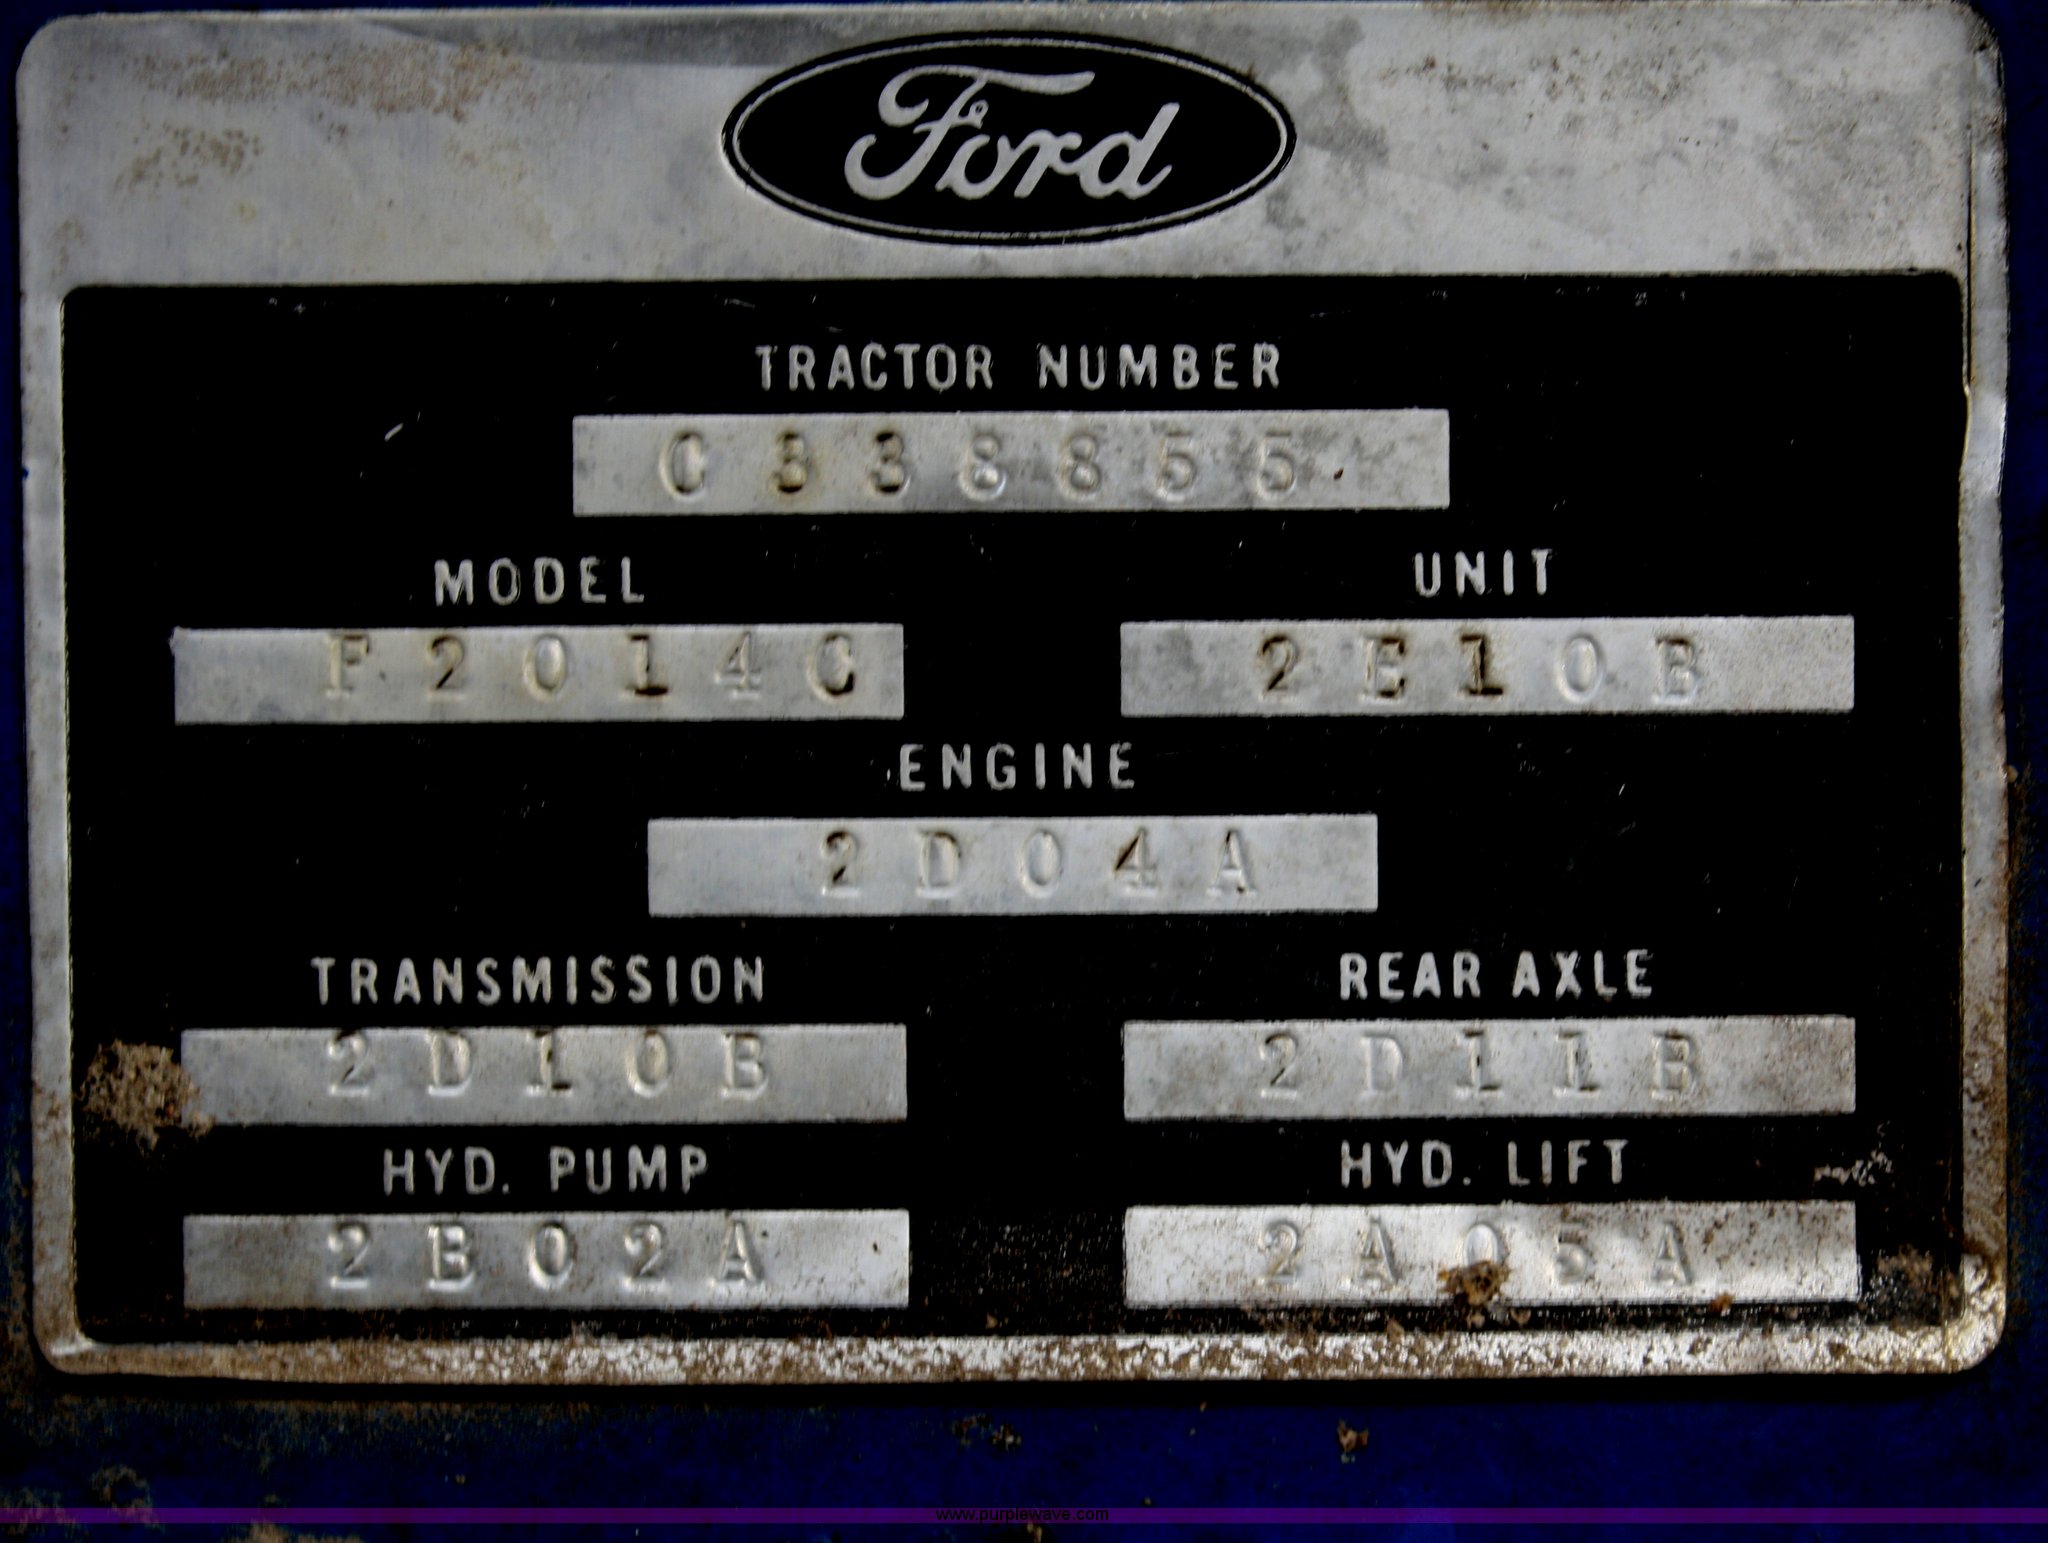 Ford
TRACTOR NUMBER
C338855
MODEL UNIT
F2014C 2E10B
ENGINE
2D04A
TRANSMISSION REAR AXLE
2D10B 2D11B
HYD. PUMP HYD. LIFT
2B02A 2A05A
www.purplewave.com